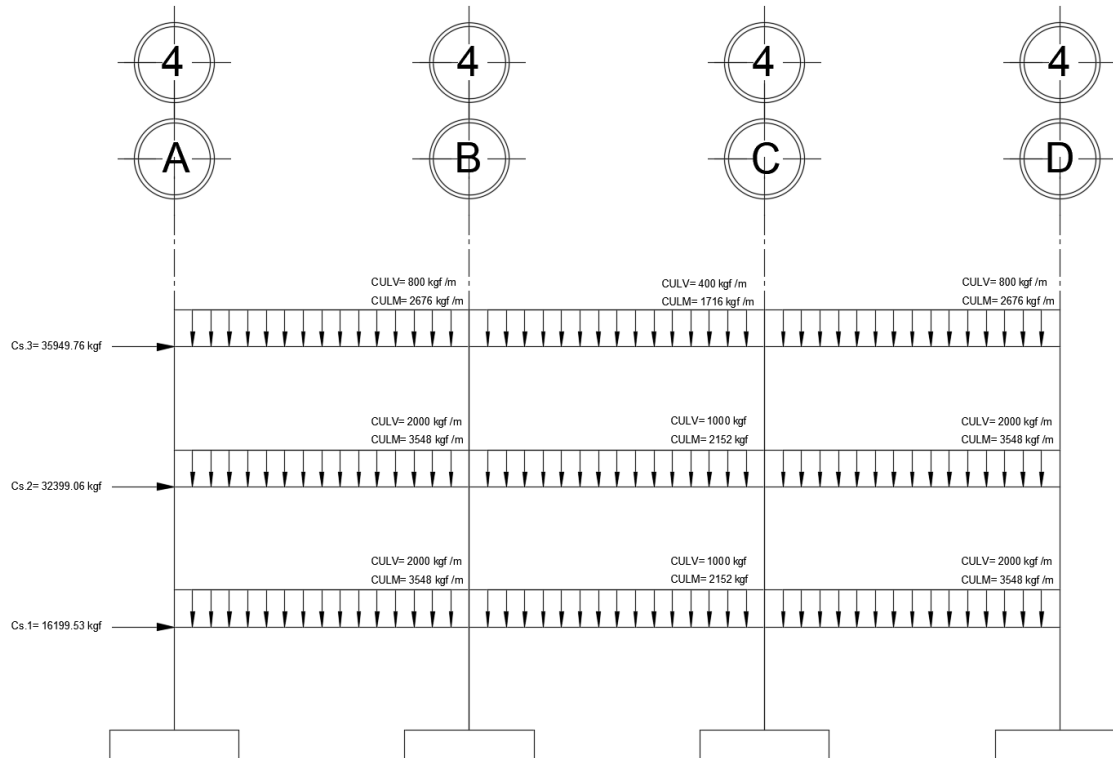 4 4 4 4
A B C D
CULV= 800 kgf /m
CULM= 2676 kgf /m
CULV= 400 kgf /m
CULM= 1716 kgf /m
CULV= 800 kgf /m
CULM= 2676 kgf /m
Cs.3= 35949.76 kgf
CULV= 2000 kgf /m
CULM= 3548 kgf /m
CULV= 1000 kgf
CULM= 2152 kgf
CULV= 2000 kgf /m
CULM= 3548 kgf /m
Cs.2= 32399.06 kgf
CULV= 2000 kgf /m
CULM= 3548 kgf /m
CULV= 1000 kgf
CULM= 2152 kgf
CULV= 2000 kgf /m
CULM= 3548 kgf /m
Cs.1= 16199.53 kgf